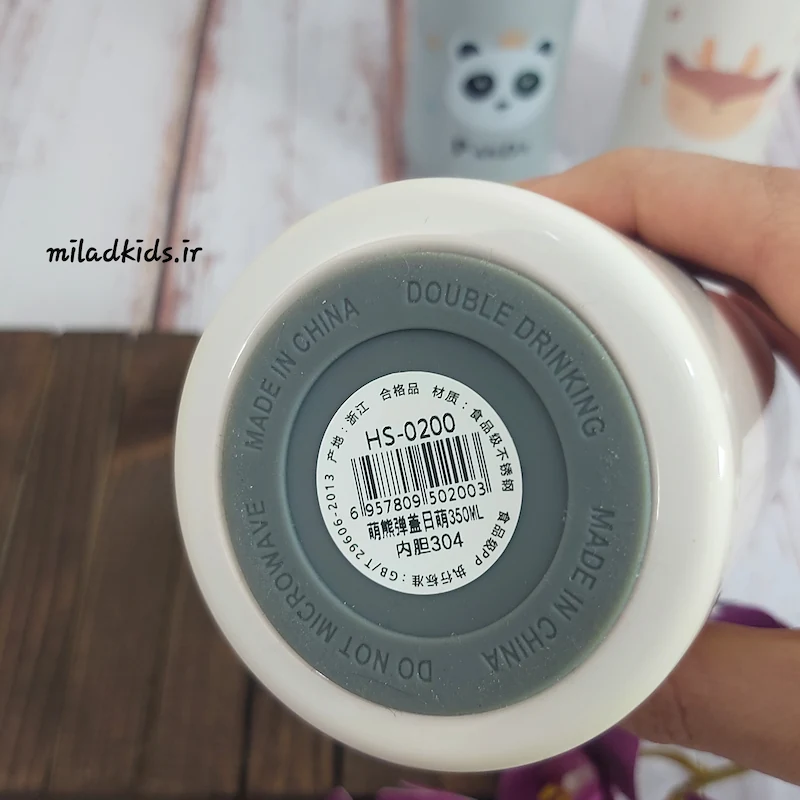 miladkids.ir
DOUBLE DRINKING
MADE IN CHINA
DO NOT MICROWAVE
MADE IN CHINA
产地：浙江 合格品 材质：食品级不锈钢 食品级PP 执行标准：GB/T29606-2013
HS-0200
6 957809 502003
萌熊弹盖日萌350ML
内胆304